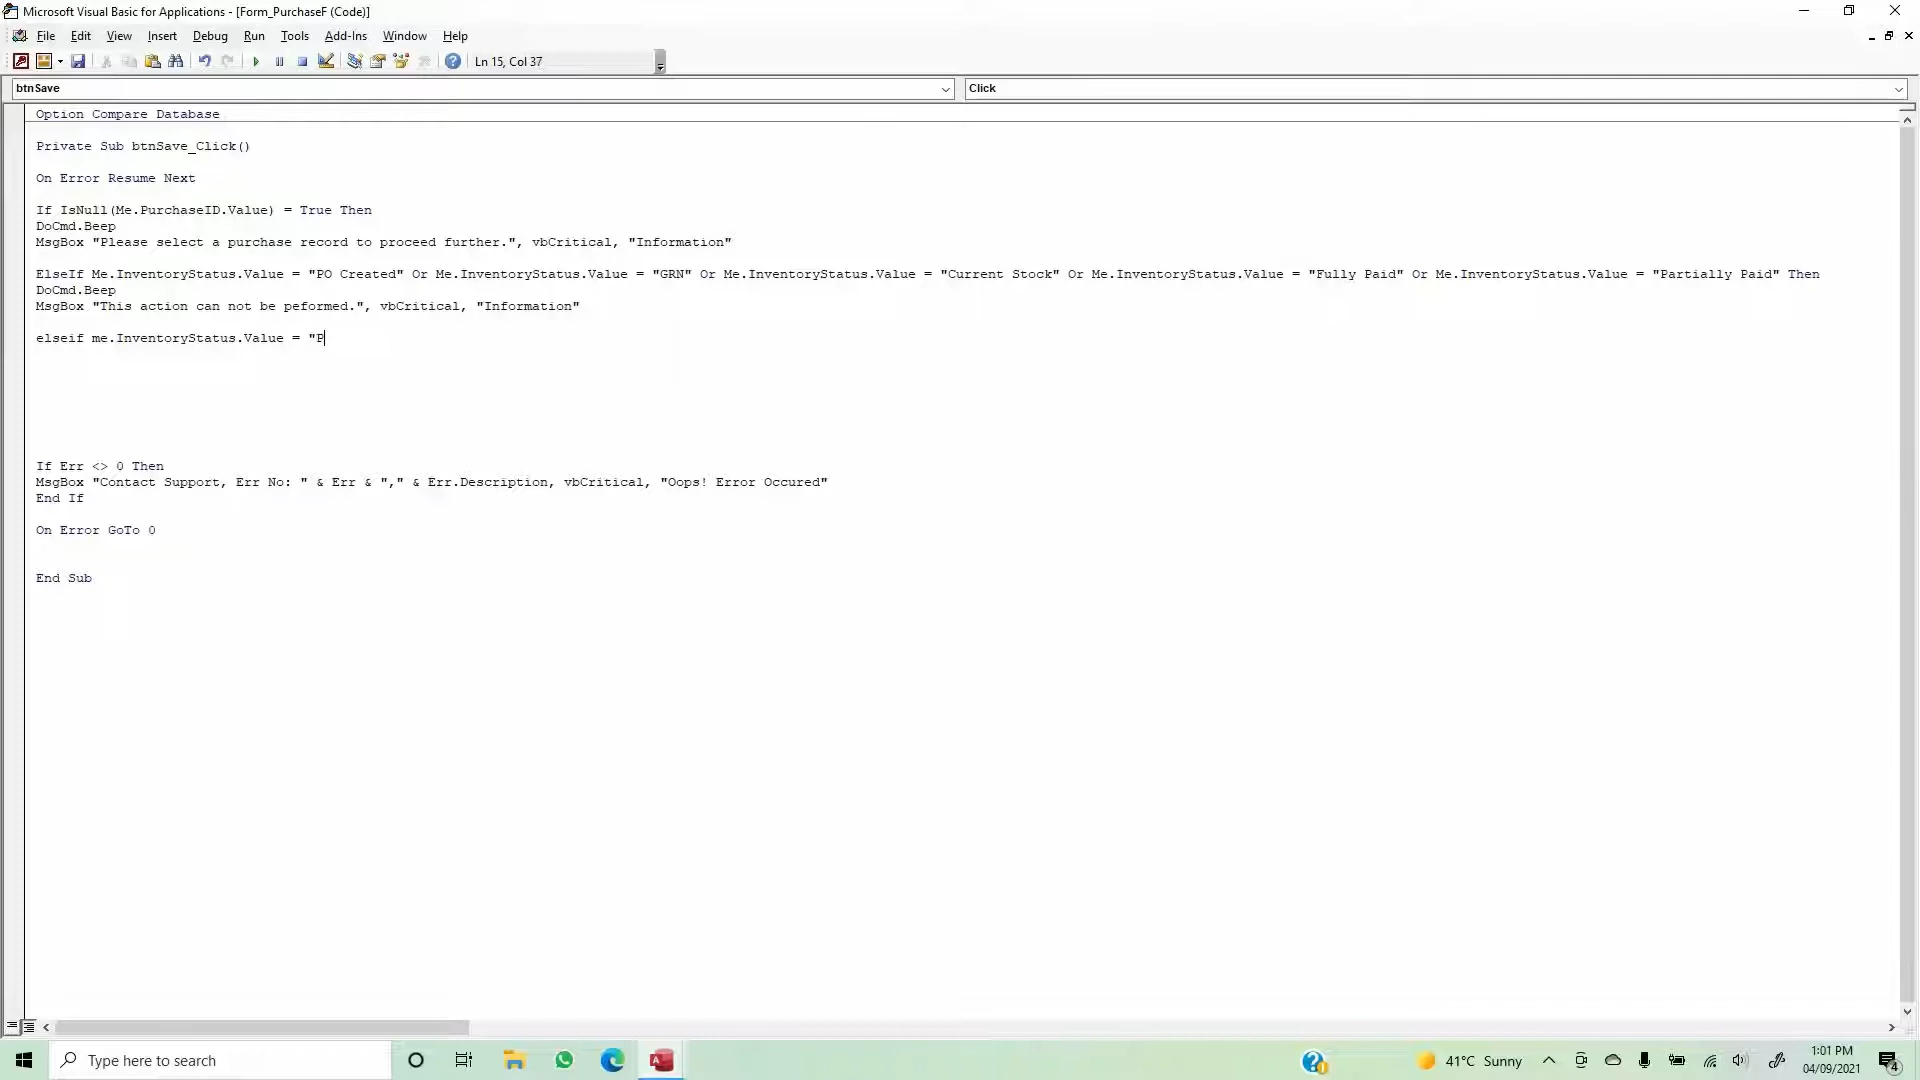 Microsoft Visual Basic for Applications - [Form_PurchaseF (Code)]
File Edit View Insert Debug Run Tools Add-Ins Window Help
Ln 15, Col 37
btnSave Click
Option Compare Database
Private Sub btnSave_Click()
On Error Resume Next
If IsNull(Me.PurchaseID.Value) = True Then
DoCmd.Beep
MsgBox "Please select a purchase record to proceed further.", vbCritical, "Information"
ElseIf Me.InventoryStatus.Value = "PO Created" Or Me.InventoryStatus.Value = "GRN" Or Me.InventoryStatus.Value = "Current Stock" Or Me.InventoryStatus.Value = "Fully Paid" Or Me.InventoryStatus.Value = "Partially Paid" Then
DoCmd.Beep
MsgBox "This action can not be peformed.", vbCritical, "Information"
elseif me.InventoryStatus.Value = "P
If Err <> 0 Then
MsgBox "Contact Support, Err No: " & Err & "," & Err.Description, vbCritical, "Oops! Error Occured"
End If
On Error GoTo 0
End Sub
Type here to search
41°C Sunny
1:01 PM
04/09/2021
4